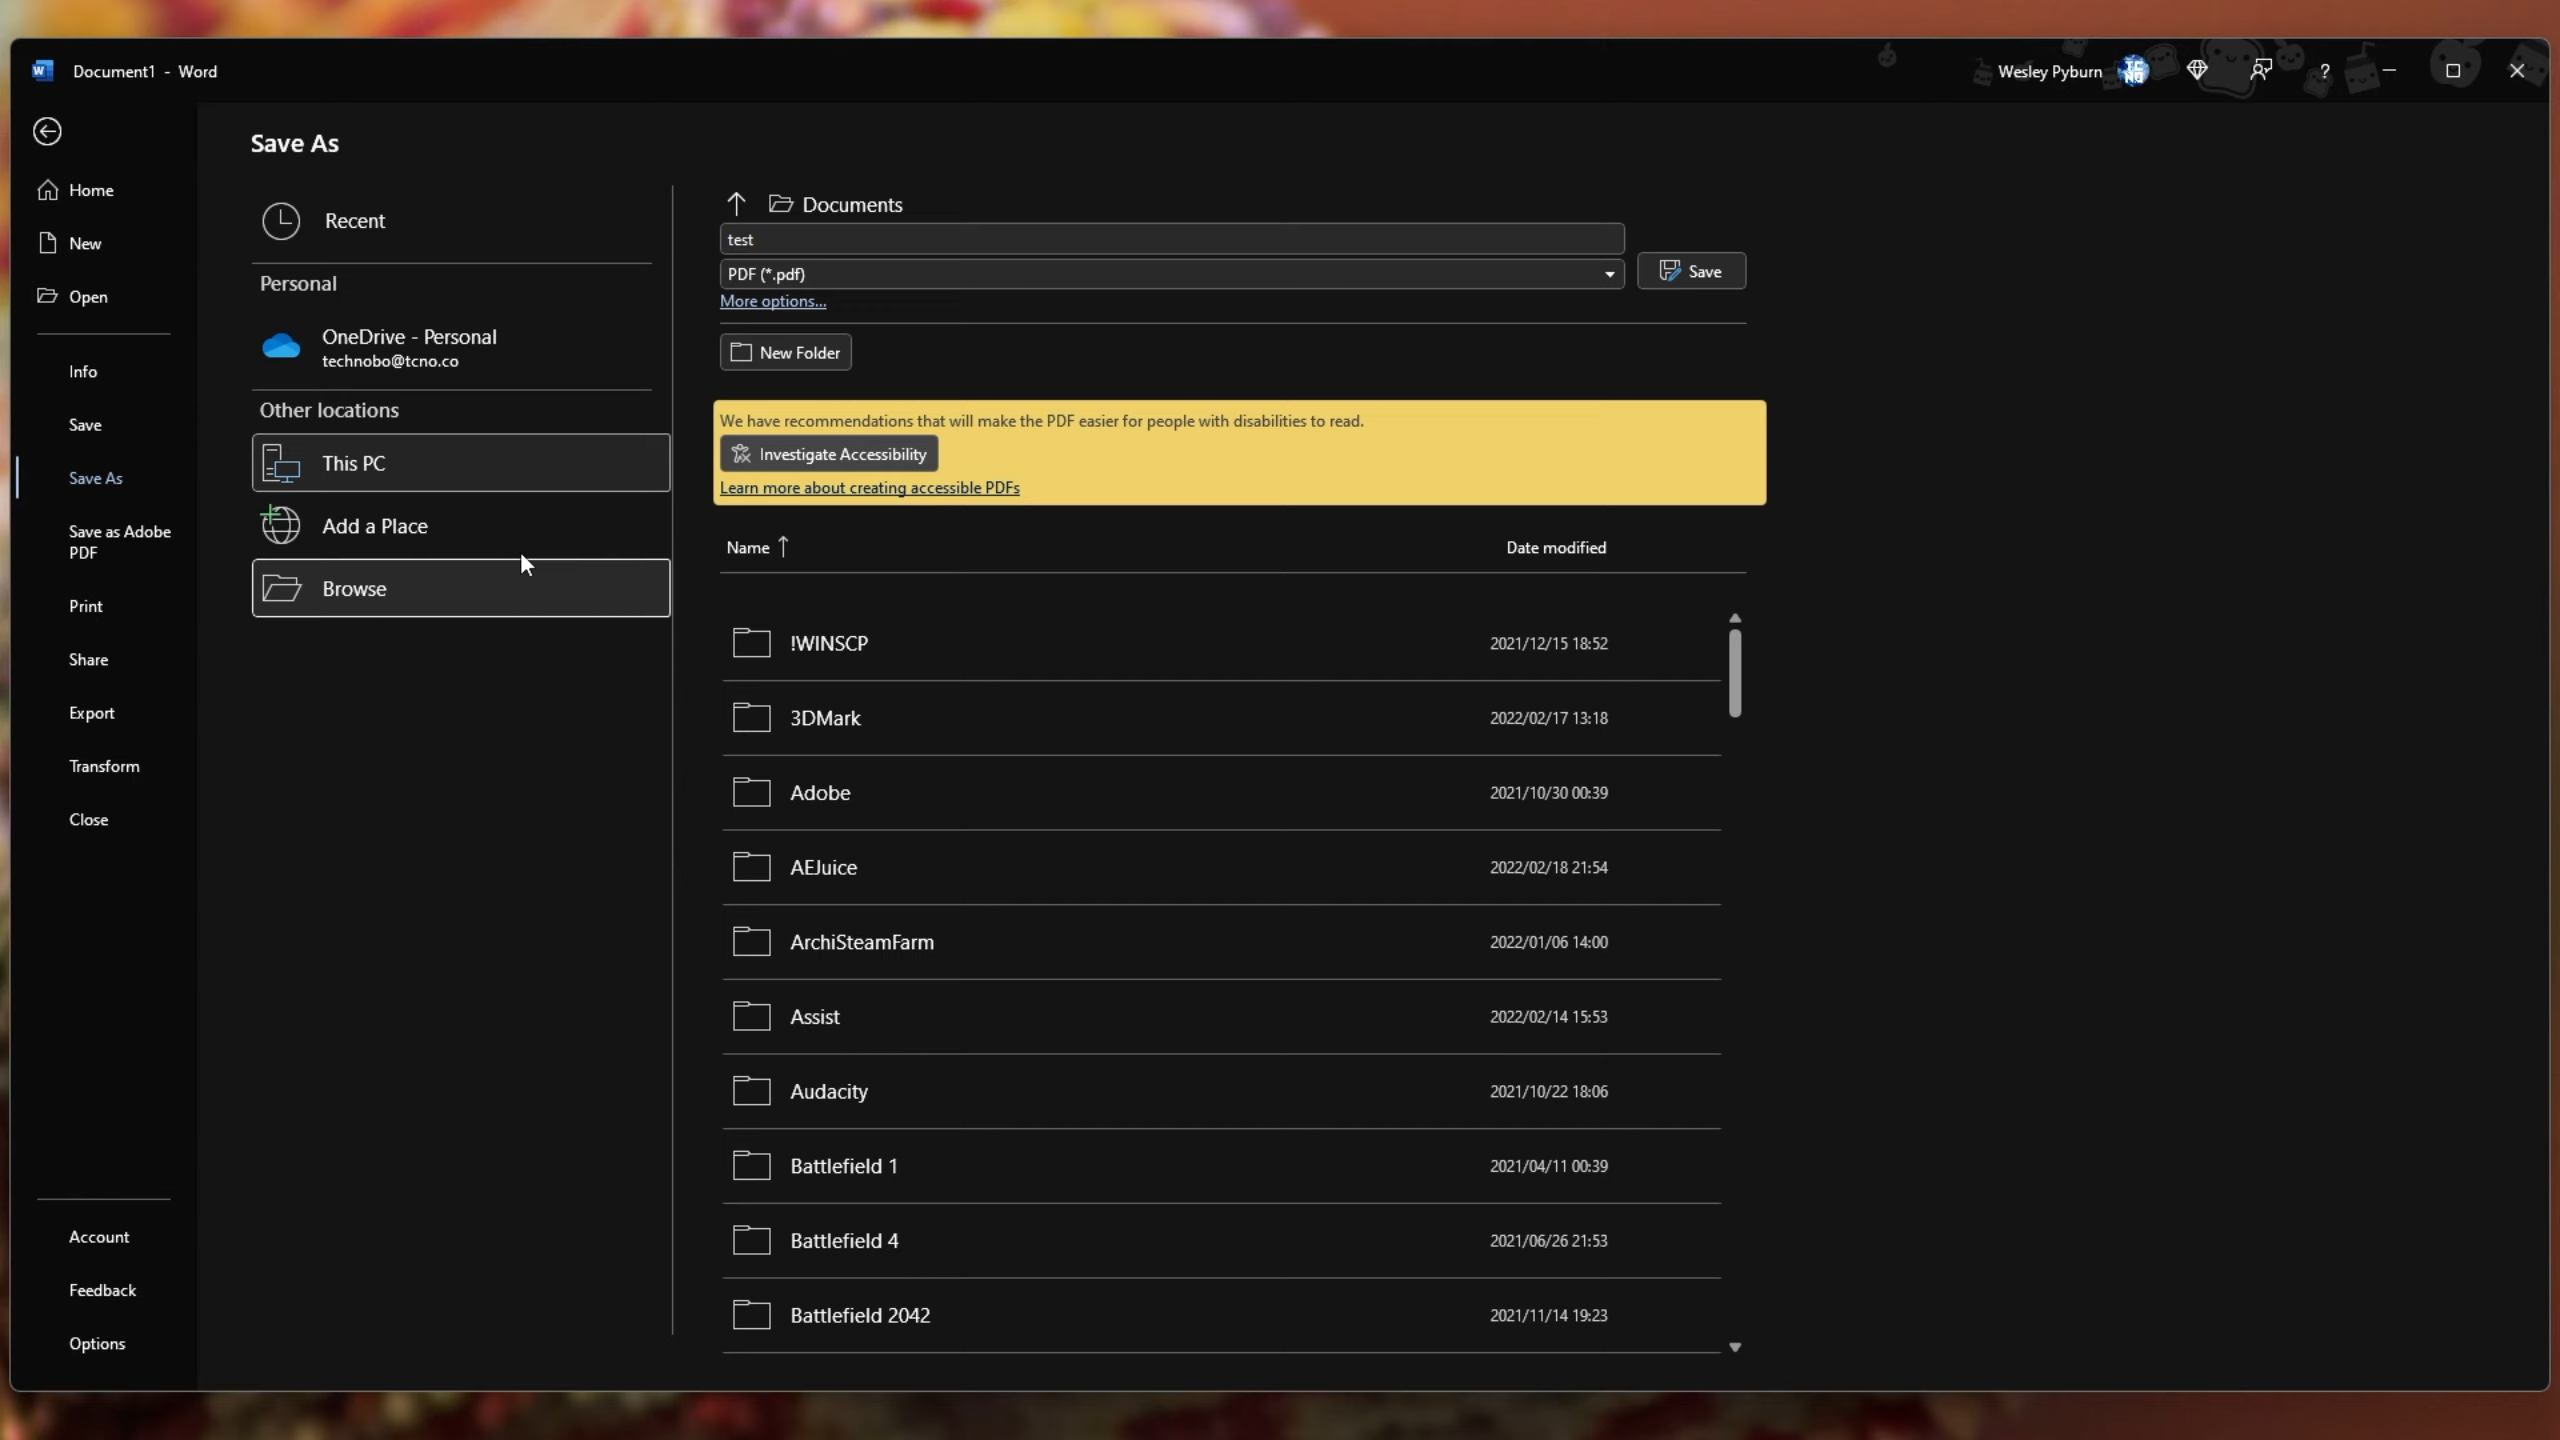 Document1 - Word
Wesley Pyburn
Home
New
Open
Info
Save
Save As
Save as Adobe
PDF
Print
Share
Export
Transform
Close
Account
Feedback
Options
Save As
Recent
Personal
OneDrive - Personal
technobo@tcno.co
Other locations
This PC
Add a Place
Browse
Documents
test
PDF (*.pdf)
Save
More options...
New Folder
We have recommendations that will make the PDF easier for people with disabilities to read.
Investigate Accessibility
Learn more about creating accessible PDFs
Name Date modified
!WINSCP 2021/12/15 18:52
3DMark 2022/02/17 13:18
Adobe 2021/10/30 00:39
AEJuice 2022/02/18 21:54
ArchiSteamFarm 2022/01/06 14:00
Assist 2022/02/14 15:53
Audacity 2021/10/22 18:06
Battlefield 1 2021/04/11 00:39
Battlefield 4 2021/06/26 21:53
Battlefield 2042 2021/11/14 19:23